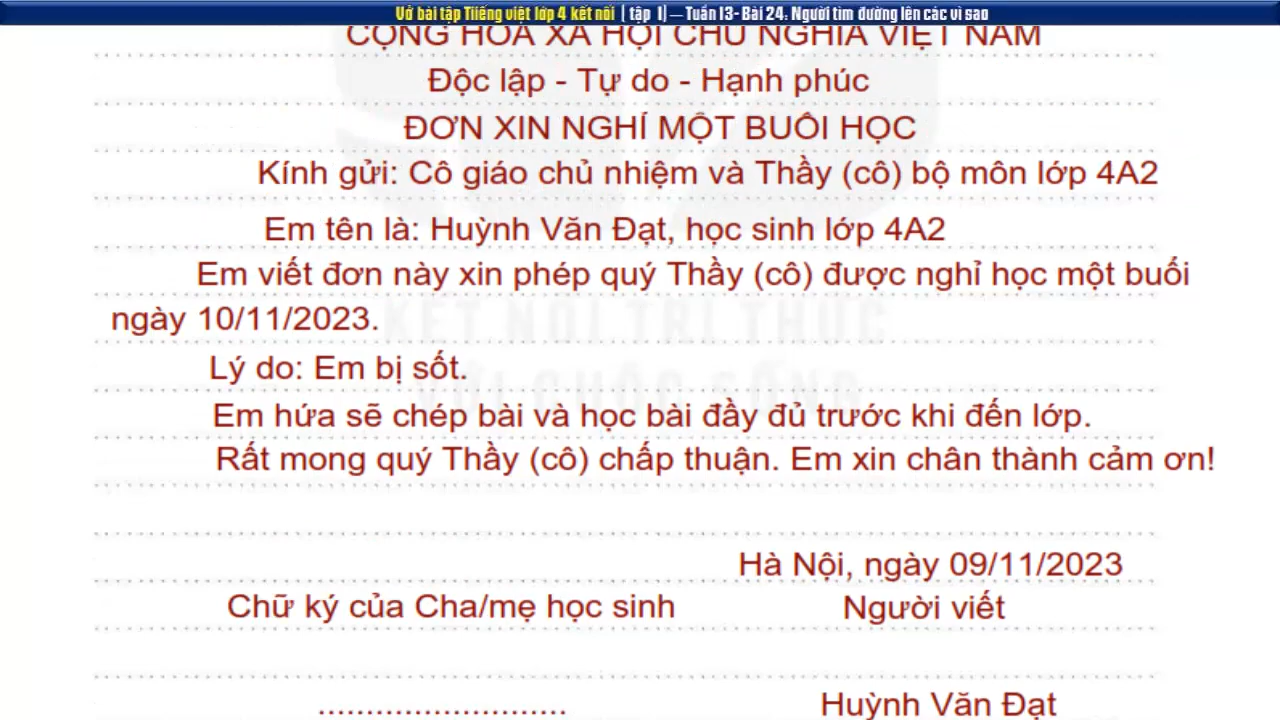 Vở bài tập Tiếng việt lớp 4 kết nối ( tập 1) – Tuần 13- Bài 24: Người tìm đường lên các vì sao
CỘNG HÒA XÃ HỘI CHỦ NGHĨA VIỆT NAM
Độc lập - Tự do - Hạnh phúc
ĐƠN XIN NGHỈ MỘT BUỔI HỌC
Kính gửi: Cô giáo chủ nhiệm và Thầy (cô) bộ môn lớp 4A2
Em tên là: Huỳnh Văn Đạt, học sinh lớp 4A2
Em viết đơn này xin phép quý Thầy (cô) được nghỉ học một buổi
ngày 10/11/2023.
KẾT NỐI TRI THỨC
Lý do: Em bị sốt.
VỚI CUỘC SỐNG
Em hứa sẽ chép bài và học bài đầy đủ trước khi đến lớp.
Rất mong quý Thầy (cô) chấp thuận. Em xin chân thành cảm ơn!
Hà Nội, ngày 09/11/2023
Chữ ký của Cha/mẹ học sinh Người viết
.......................... Huỳnh Văn Đạt